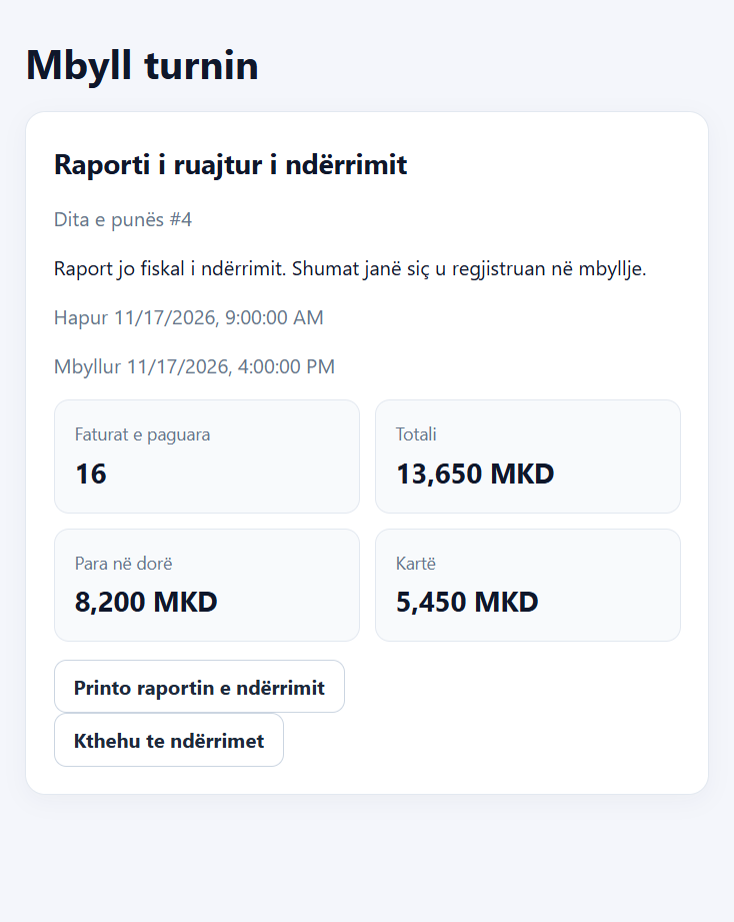 Mbyll turnin
Raporti i ruajtur i ndërrimit
Dita e punës #4
Raport jo fiskal i ndërrimit. Shumat janë siç u regjistruan në mbyllje.
Hapur 11/17/2026, 9:00:00 AM
Mbyllur 11/17/2026, 4:00:00 PM
Faturat e paguara
16
Totali
13,650 MKD
Para në dorë
8,200 MKD
Kartë
5,450 MKD
Printo raportin e ndërrimit
Kthehu te ndërrimet